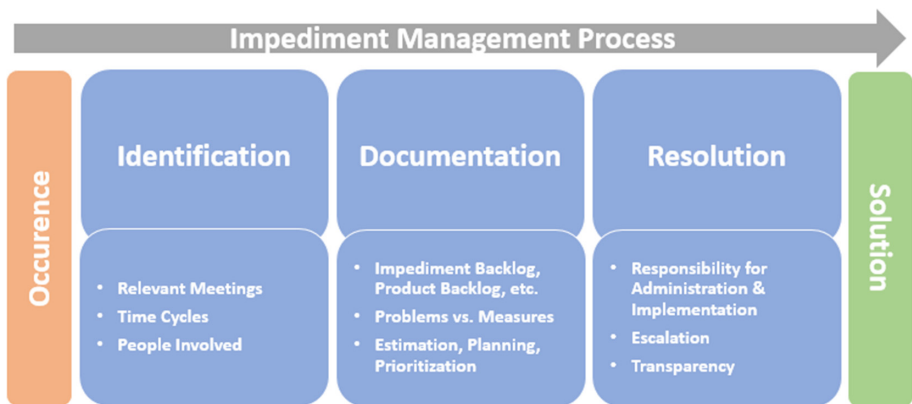 Impediment Management Process
Occurence
Identification
• Relevant Meetings
• Time Cycles
• People Involved
Documentation
• Impediment Backlog,
Product Backlog, etc.
• Problems vs. Measures
• Estimation, Planning,
Prioritization
Resolution
• Responsibility for
Administration &
Implementation
• Escalation
• Transparency
Solution